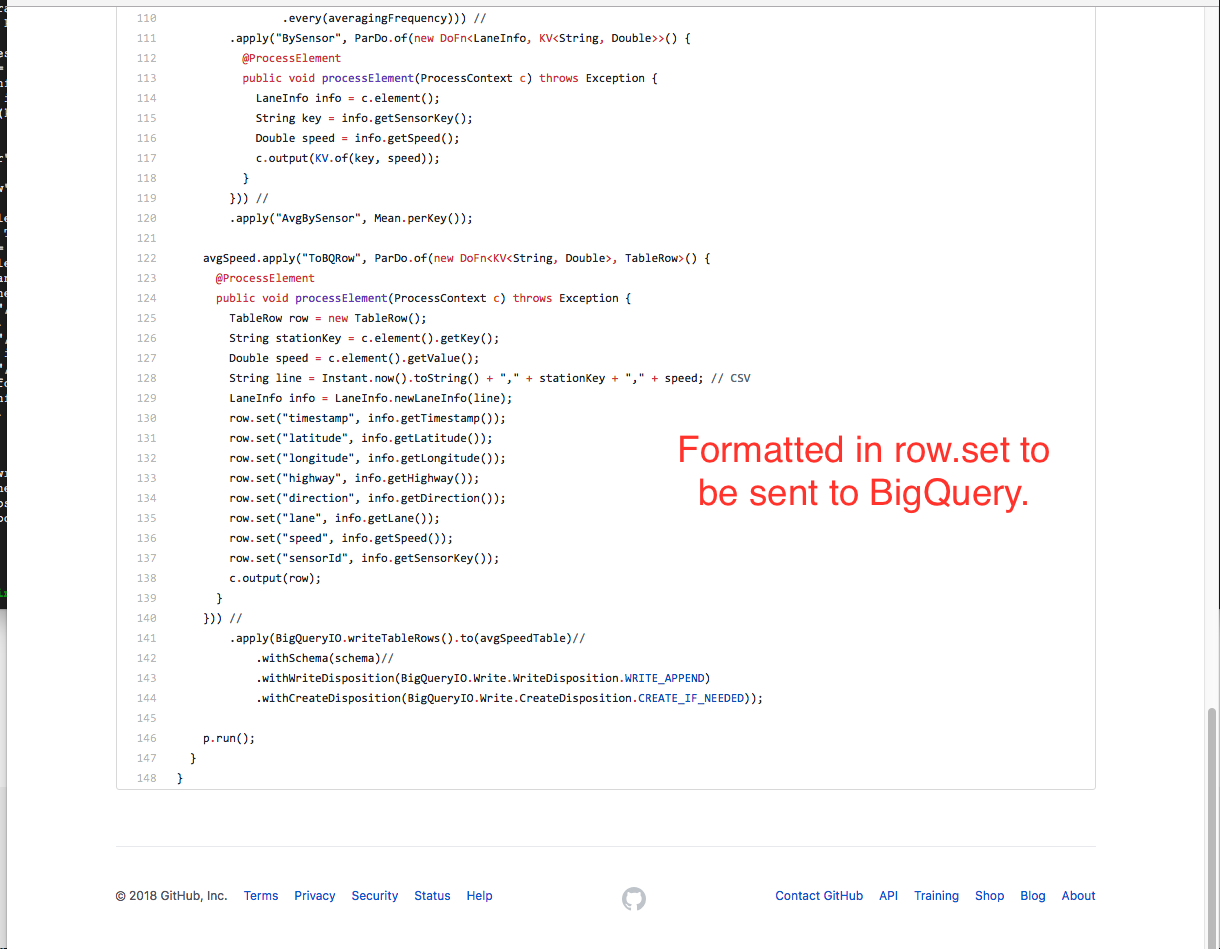 110 .every(averagingFrequency))) //
111 .apply("BySensor", ParDo.of(new DoFn<LaneInfo, KV<String, Double>>() {
112 @ProcessElement
113 public void processElement(ProcessContext c) throws Exception {
114 LaneInfo info = c.element();
115 String key = info.getSensorKey();
116 Double speed = info.getSpeed();
117 c.output(KV.of(key, speed));
118 }
119 })) //
120 .apply("AvgBySensor", Mean.perKey());
121
122 avgSpeed.apply("ToBQRow", ParDo.of(new DoFn<KV<String, Double>, TableRow>() {
123 @ProcessElement
124 public void processElement(ProcessContext c) throws Exception {
125 TableRow row = new TableRow();
126 String stationKey = c.element().getKey();
127 Double speed = c.element().getValue();
128 String line = Instant.now().toString() + "," + stationKey + "," + speed; // CSV
129 LaneInfo info = LaneInfo.newLaneInfo(line);
130 row.set("timestamp", info.getTimestamp());
131 row.set("latitude", info.getLatitude());
132 row.set("longitude", info.getLongitude());
133 row.set("highway", info.getHighway());
134 row.set("direction", info.getDirection());
135 row.set("lane", info.getLane());
136 row.set("speed", info.getSpeed());
137 row.set("sensorId", info.getSensorKey());
138 c.output(row);
139 }
140 })) //
141 .apply(BigQueryIO.writeTableRows().to(avgSpeedTable)//
142 .withSchema(schema)//
143 .withWriteDisposition(BigQueryIO.Write.WriteDisposition.WRITE_APPEND)
144 .withCreateDisposition(BigQueryIO.Write.CreateDisposition.CREATE_IF_NEEDED));
145
146 p.run();
147 }
148 }
Formatted in row.set to
be sent to BigQuery.
© 2018 GitHub, Inc. Terms Privacy Security Status Help Contact GitHub API Training Shop Blog About